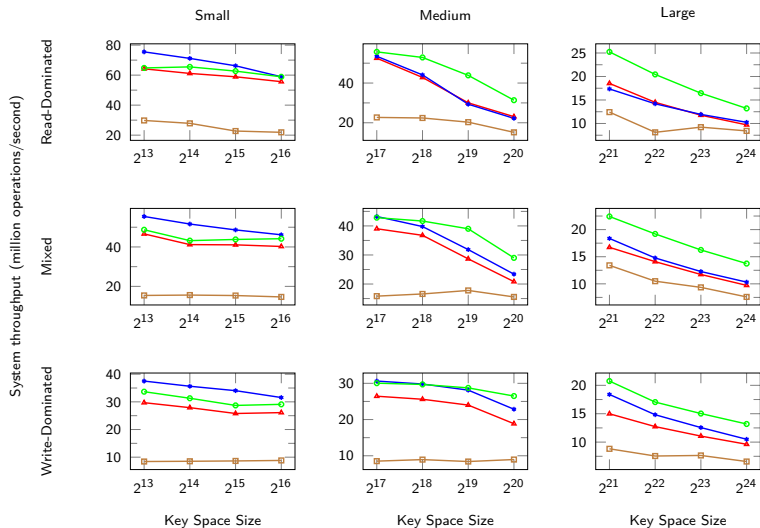 Small Medium Large
System throughput (million operations/second)
Read-Dominated
80
60
40
20
2^13 2^14 2^15 2^16
40
20
2^17 2^18 2^19 2^20
25
20
15
10
2^21 2^22 2^23 2^24
Mixed
40
20
2^13 2^14 2^15 2^16
40
30
20
2^17 2^18 2^19 2^20
20
15
10
2^21 2^22 2^23 2^24
Write-Dominated
40
30
20
10
2^13 2^14 2^15 2^16
30
20
10
2^17 2^18 2^19 2^20
20
15
10
2^21 2^22 2^23 2^24
Key Space Size Key Space Size Key Space Size